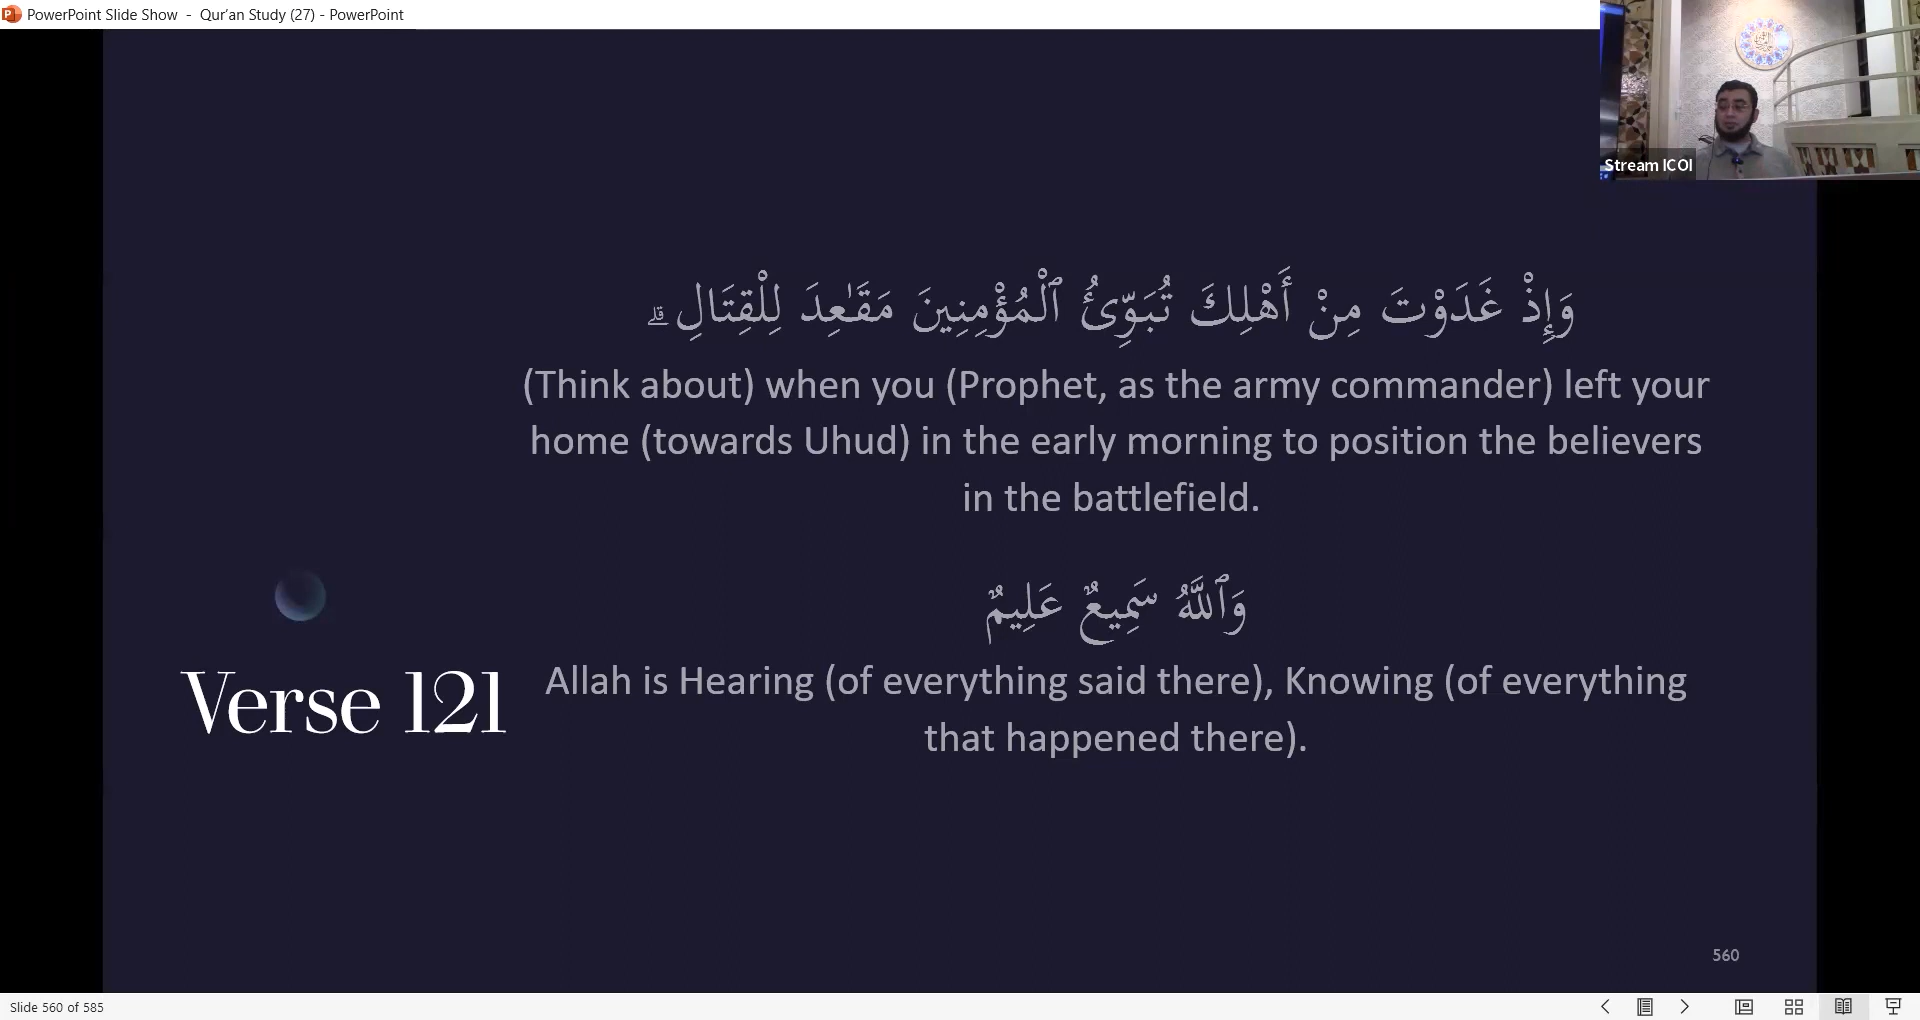 PowerPoint Slide Show - Qur’an Study (27) - PowerPoint
Stream ICOI
وَإِذْ غَدَوْتَ مِنْ أَهْلِكَ تُبَوِّئُ ٱلْمُؤْمِنِينَ مَقَـٰعِدَ لِلْقِتَالِ ۗ
(Think about) when you (Prophet, as the army commander) left your
home (towards Uhud) in the early morning to position the believers
in the battlefield.
وَٱللَّهُ سَمِيعٌ عَلِيمٌ
Allah is Hearing (of everything said there), Knowing (of everything
that happened there).
Verse 121
560
Slide 560 of 585